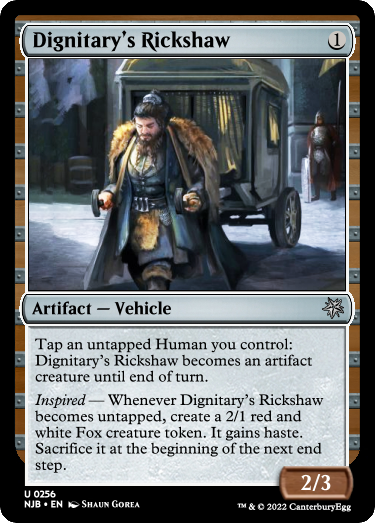 Dignitary's Rickshaw 1
Artifact — Vehicle
Tap an untapped Human you control:
Dignitary's Rickshaw becomes an artifact
creature until end of turn.
Inspired — Whenever Dignitary's Rickshaw
becomes untapped, create a 2/1 red and
white Fox creature token. It gains haste.
Sacrifice it at the beginning of the next end
step.
2/3
U 0256
NJB • EN Shaun Gorea
™ & © 2022 CanterburyEgg